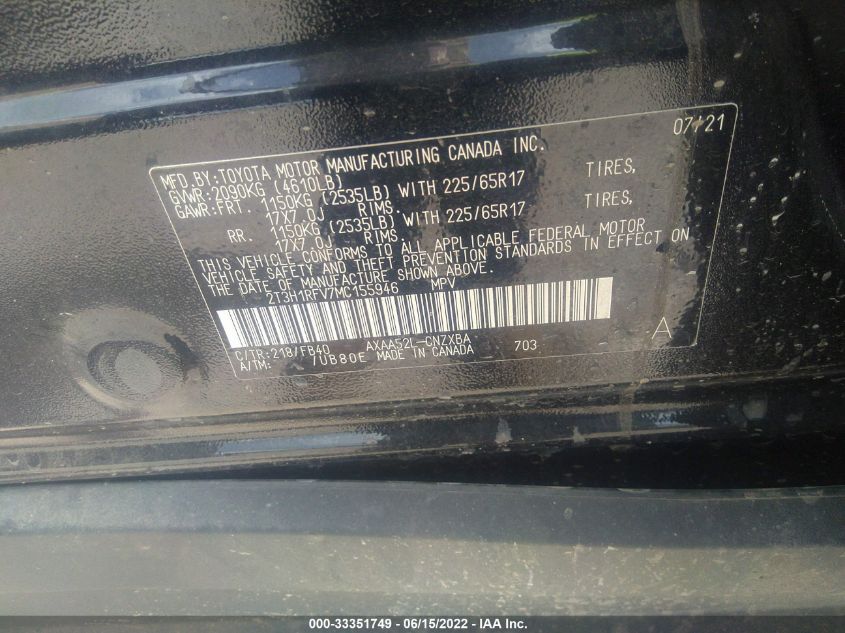 07/21
MFD.BY:TOYOTA MOTOR MANUFACTURING CANADA INC.
GVWR:2090KG (4610LB)
GAWR:FRT. 1150KG (2535LB) WITH 225/65R17 TIRES,
17X7.0J RIMS.
RR. 1150KG (2535LB) WITH 225/65R17 TIRES,
17X7.0J RIMS.
THIS VEHICLE CONFORMS TO ALL APPLICABLE FEDERAL MOTOR
VEHICLE SAFETY AND THEFT PREVENTION STANDARDS IN EFFECT ON
THE DATE OF MANUFACTURE SHOWN ABOVE.
2T3H1RFV7MC155946 MPV
C/TR:218/FB40 AXAA52L-CNZXBA A
A/TM: /UB80E MADE IN CANADA 703
000-33351749 - 06/15/2022 - IAA Inc.